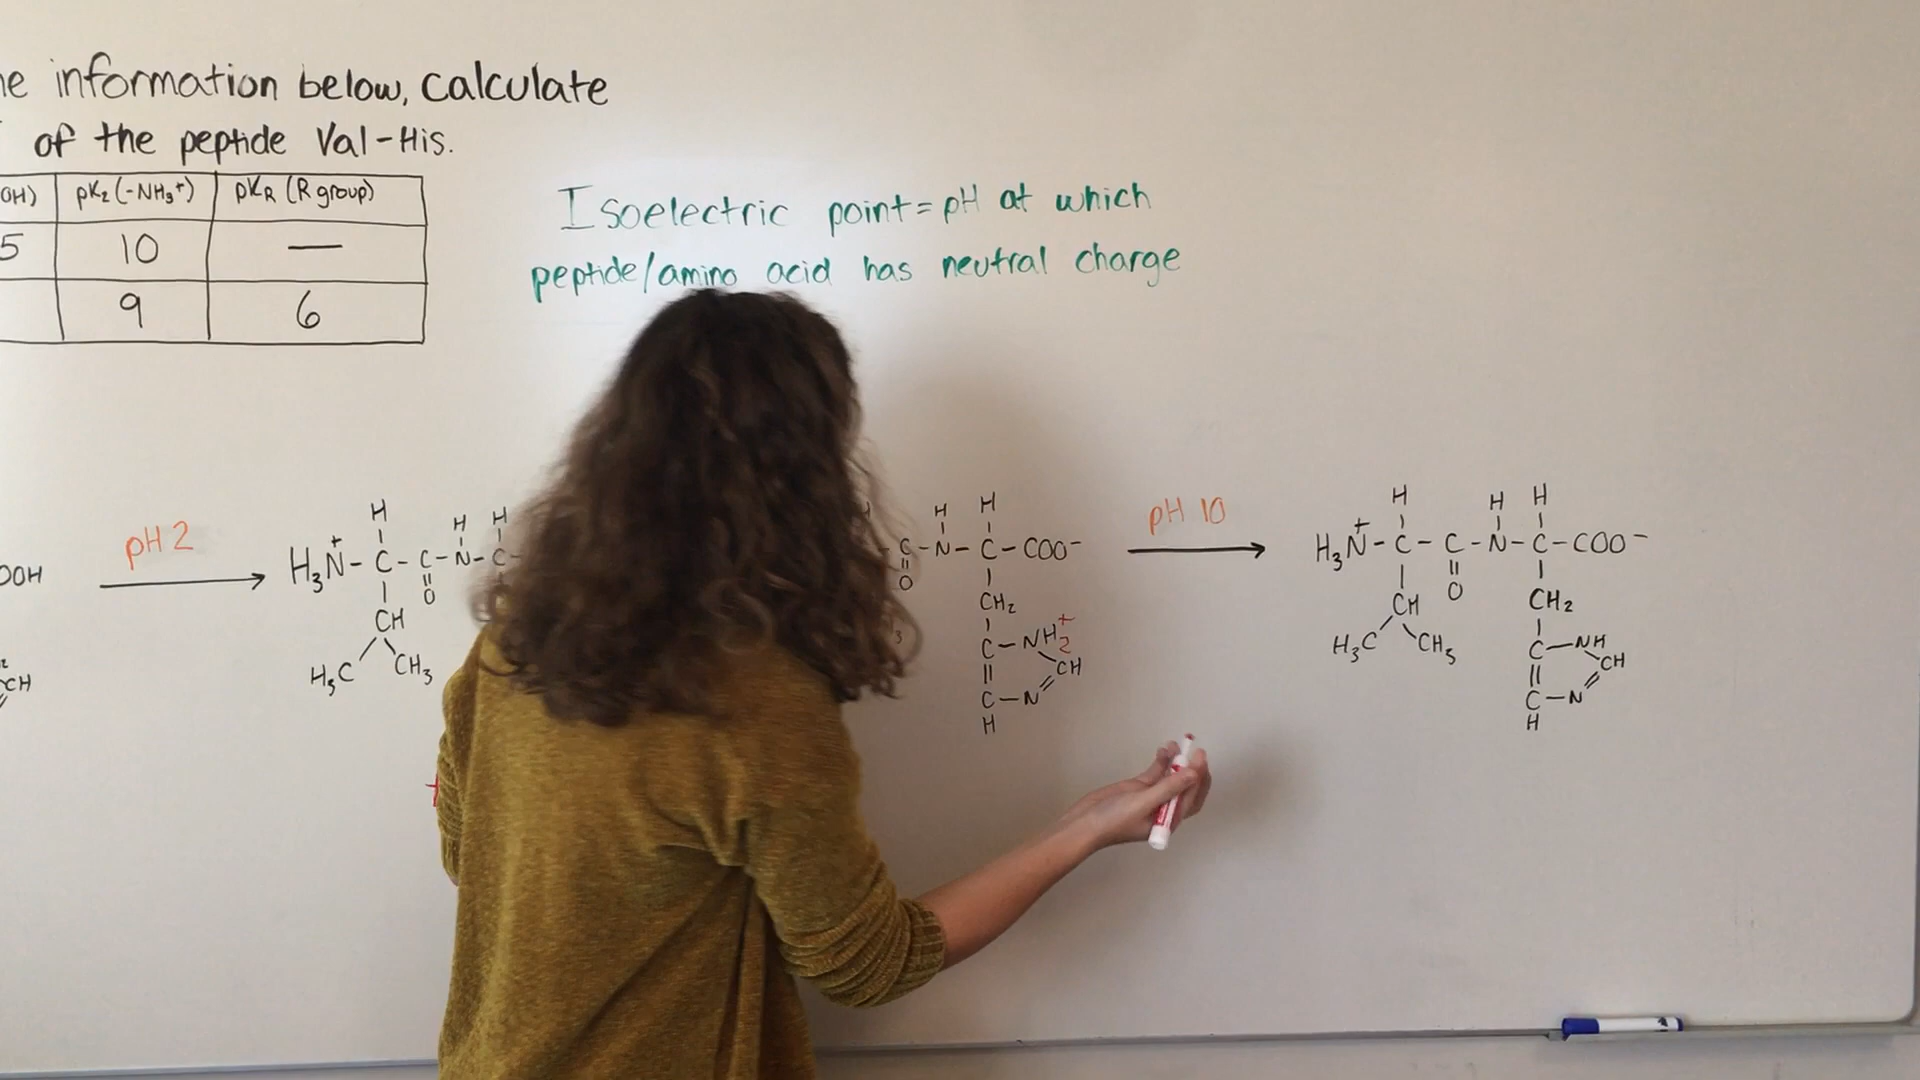 information below, calculate
of the peptide Val-His.
OH) pK₂ (-NH₃⁺) pKR (R group)
5 10 —
9 6
Isoelectric point = pH at which
peptide/amino acid has neutral charge
pH 2
pH 10
OOH
H H H
H₃N⁺-C-C-N-C-
O
CH
H₃C CH₃
CH
H H
C-N-C-COO⁻
O
CH₂
C-NH₂⁺
CH
C-N
H
H H H
H₃N⁺-C-C-N-C-COO⁻
O
CH CH₂
H₃C CH₃ C-NH
CH
C-N
H